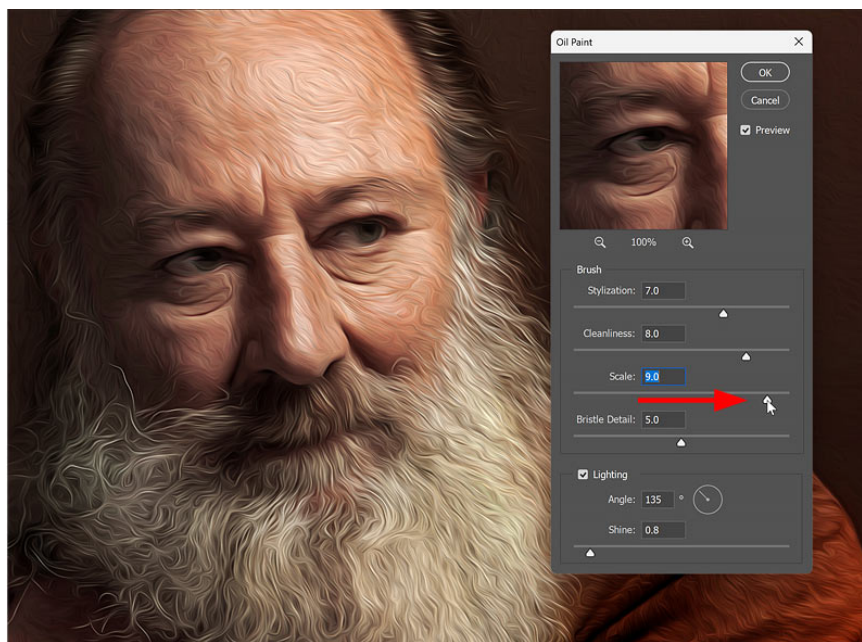 Oil Paint
OK
Cancel
Preview
100%
Brush
Stylization: 7.0
Cleanliness: 8.0
Scale: 9.0
Bristle Detail: 5.0
Lighting
Angle: 135 °
Shine: 0.8